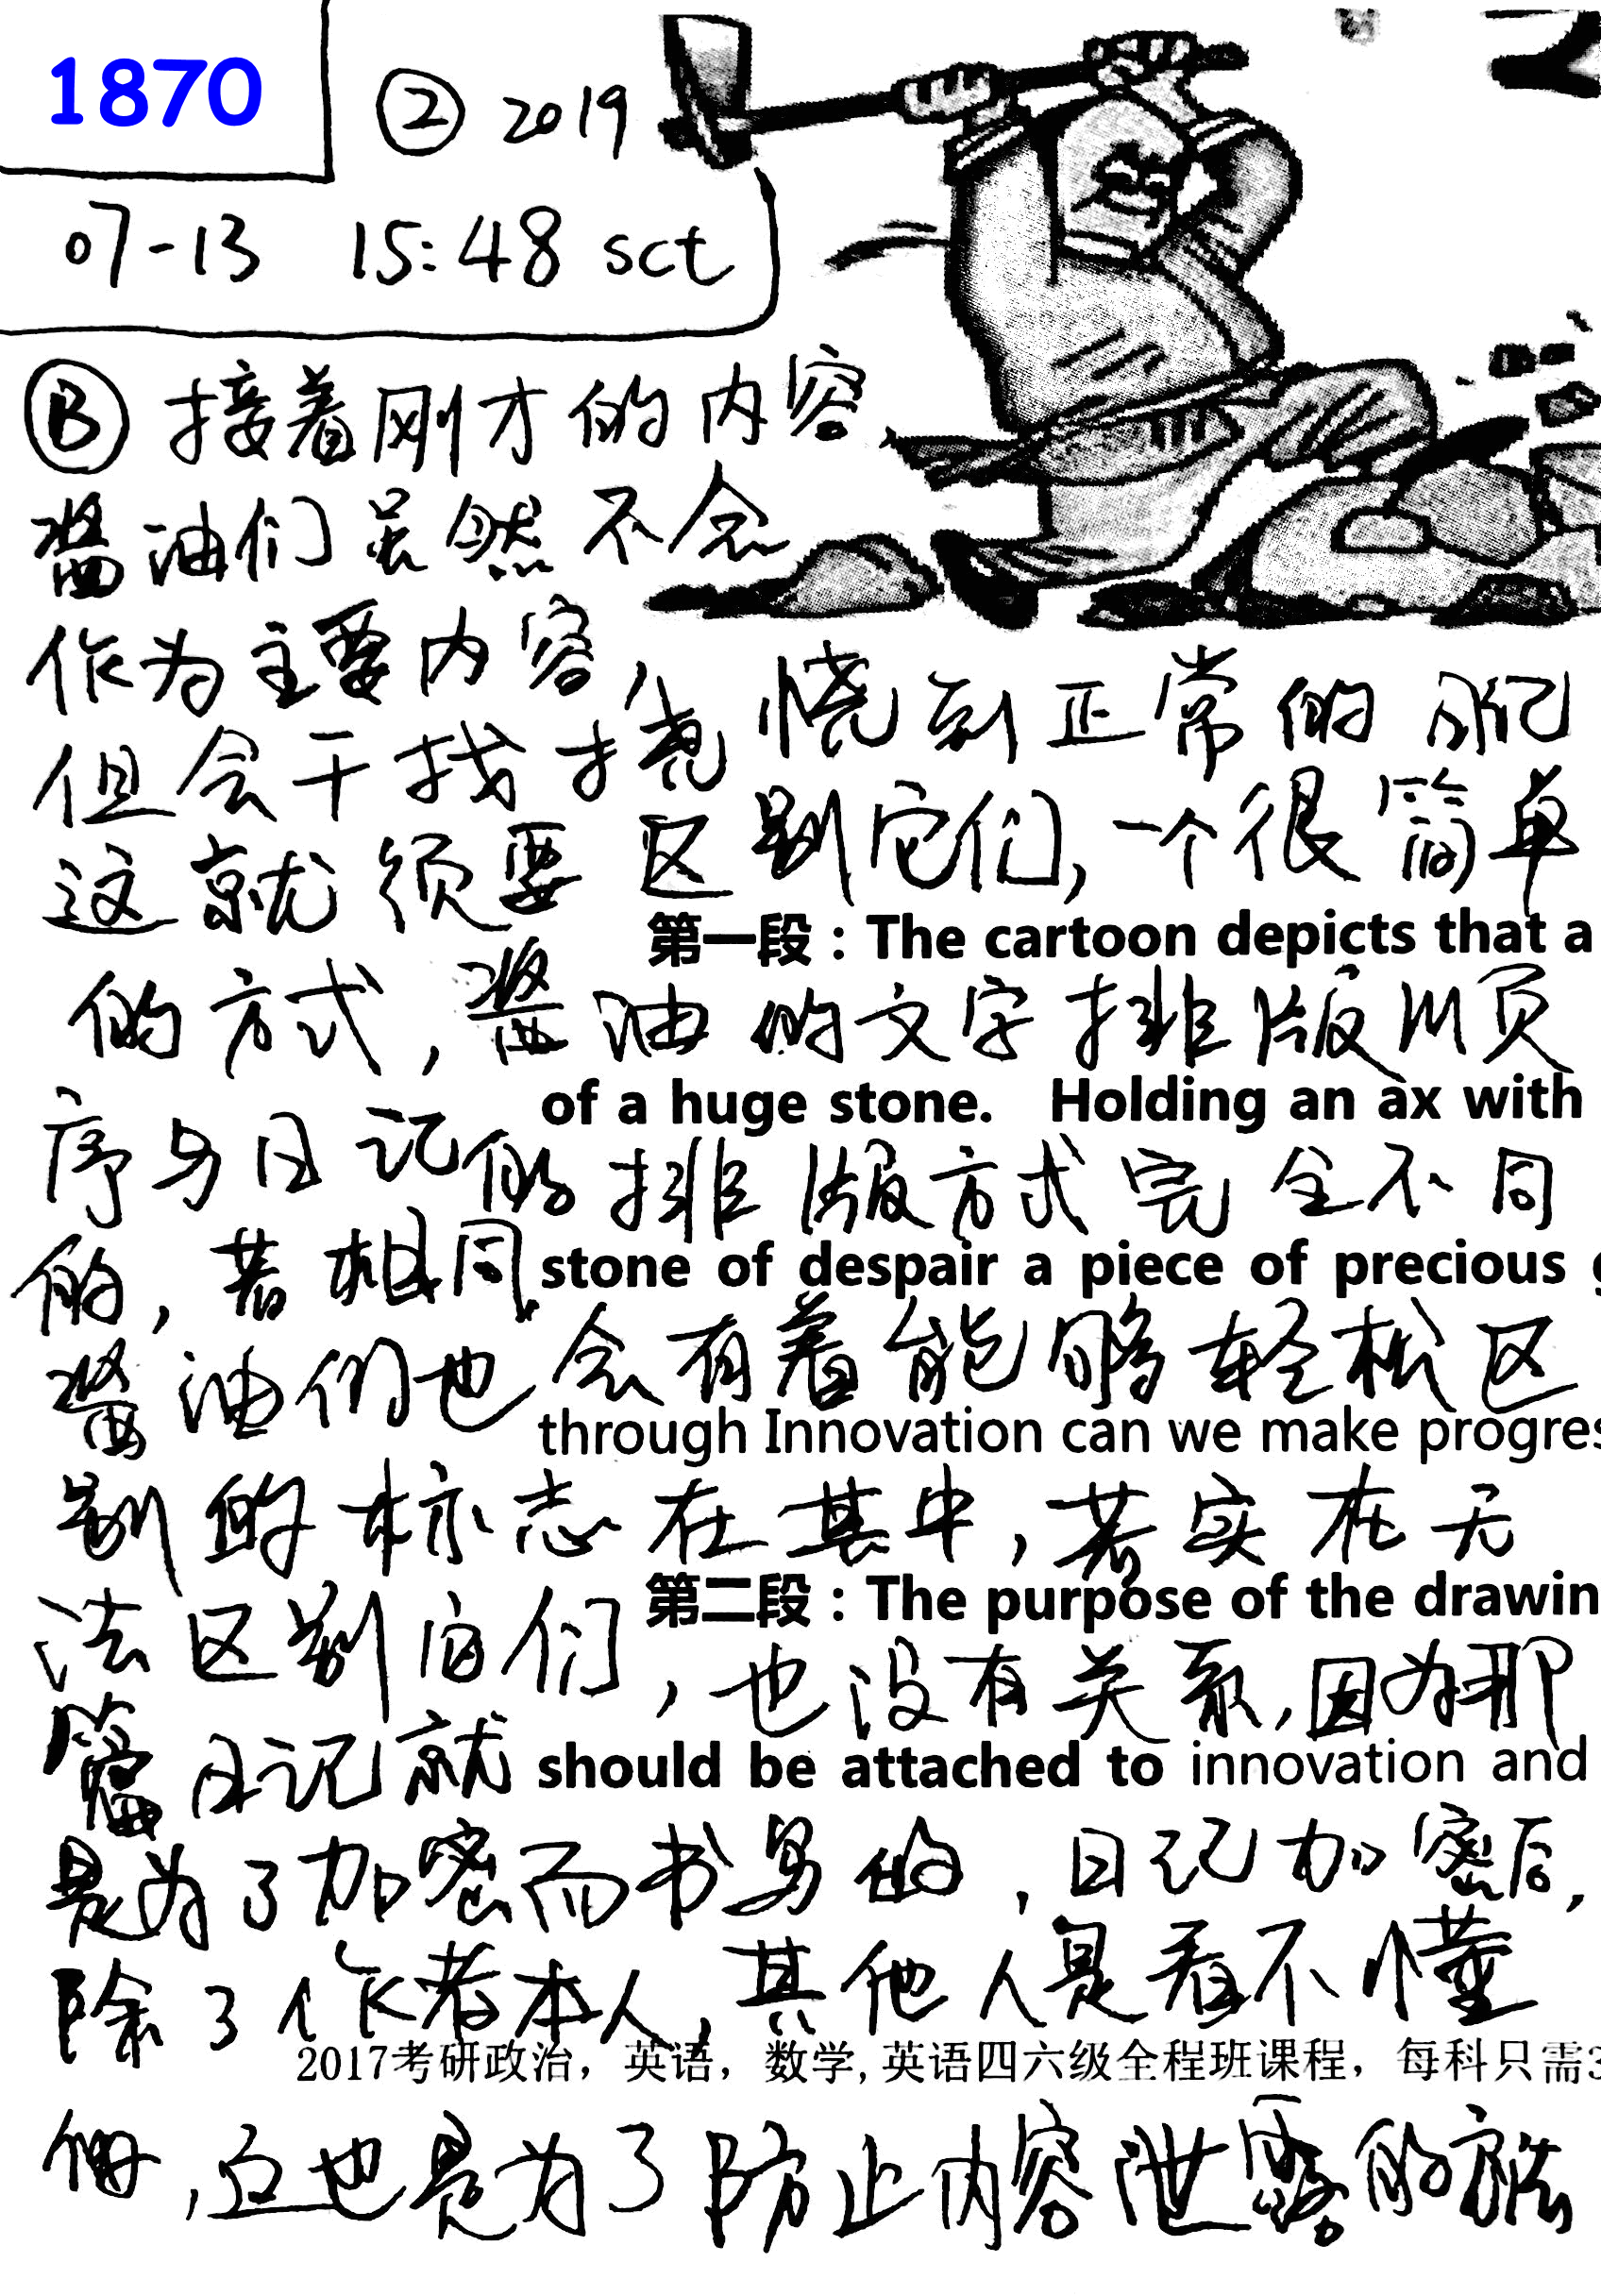 1870
② 2019
07-13 15:48 sct
Ⓑ 接着刚才的内容,
酱油们虽然不会
作为主要内容,
但会干扰 挠到正常的日记
这就须要区别它们,一个很简单
第一段：The cartoon depicts that a
的方式,酱油的文字排版顺
of a huge stone. Holding an ax with
序与日记的排版方式完全不同
的,若相同, stone of despair a piece of precious
酱油们也会有着能够轻松区
through Innovation can we make progres
别的标志在其中,若实在无
第二段：The purpose of the drawin
法区别它们,也没有关系,因为那
篇日记就 should be attached to innovation and
是为了加密而书写的,日记加密后,
除了作者本人,其他人是看不懂
2017考研政治，英语，数学,英语四六级全程班课程，每科只需3
的,这也是为了防止内容泄露的